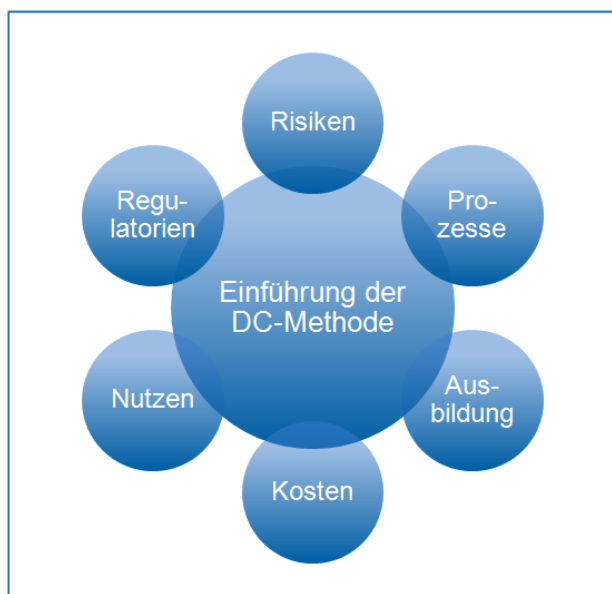 Risiken
Regu-
latorien
Pro-
zesse
Einführung der
DC-Methode
Nutzen
Aus-
bildung
Kosten